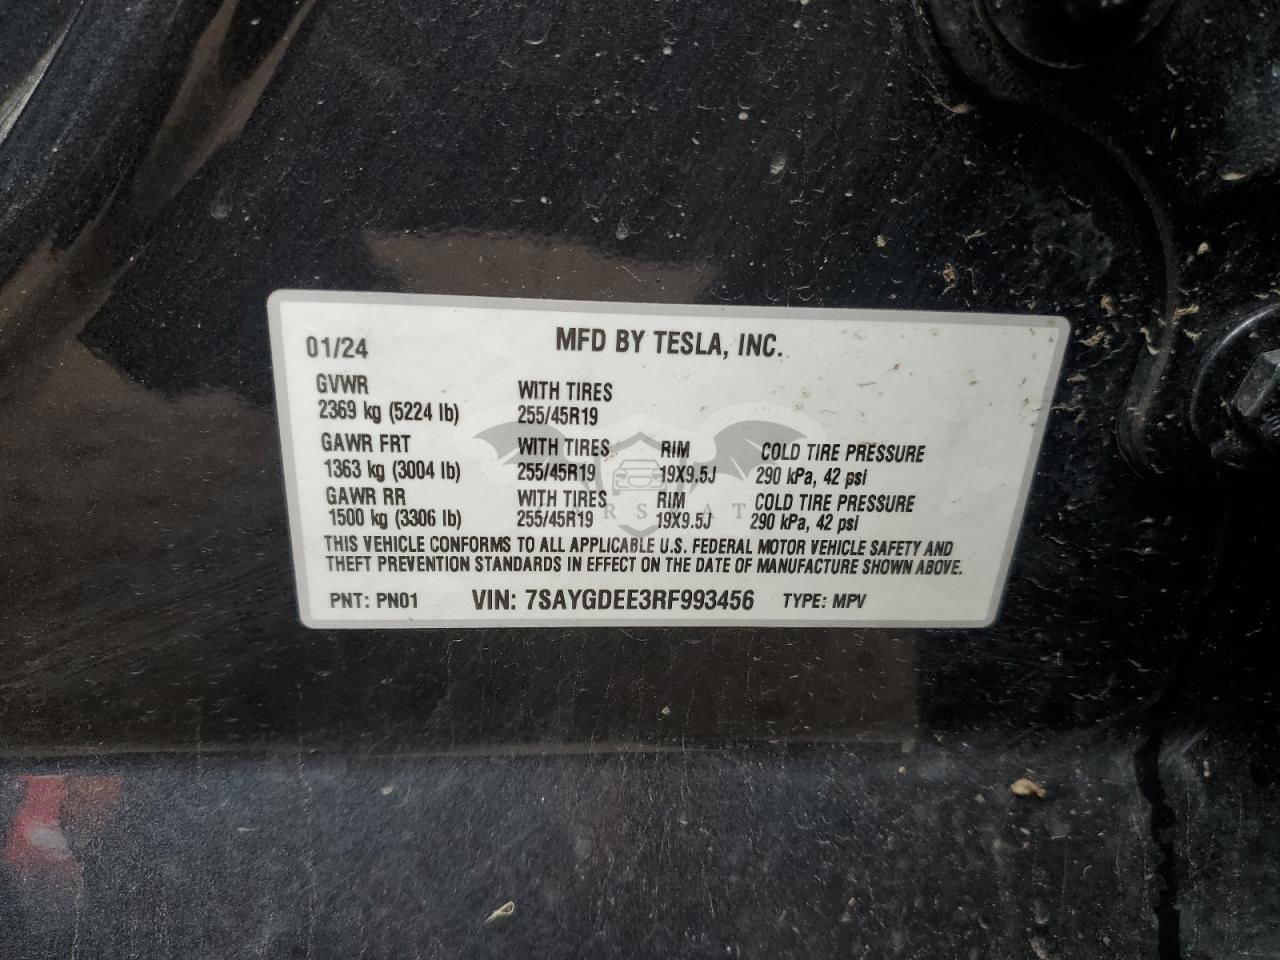 01/24 MFD BY TESLA, INC.
GVWR WITH TIRES
2369 kg (5224 lb) 255/45R19
GAWR FRT WITH TIRES RIM COLD TIRE PRESSURE
1363 kg (3004 lb) 255/45R19 19X9.5J 290 kPa, 42 psi
GAWR RR WITH TIRES RIM COLD TIRE PRESSURE
1500 kg (3306 lb) 255/45R19 19X9.5J 290 kPa, 42 psi
THIS VEHICLE CONFORMS TO ALL APPLICABLE U.S. FEDERAL MOTOR VEHICLE SAFETY AND
THEFT PREVENTION STANDARDS IN EFFECT ON THE DATE OF MANUFACTURE SHOWN ABOVE.
PNT: PN01 VIN: 7SAYGDEE3RF993456 TYPE: MPV